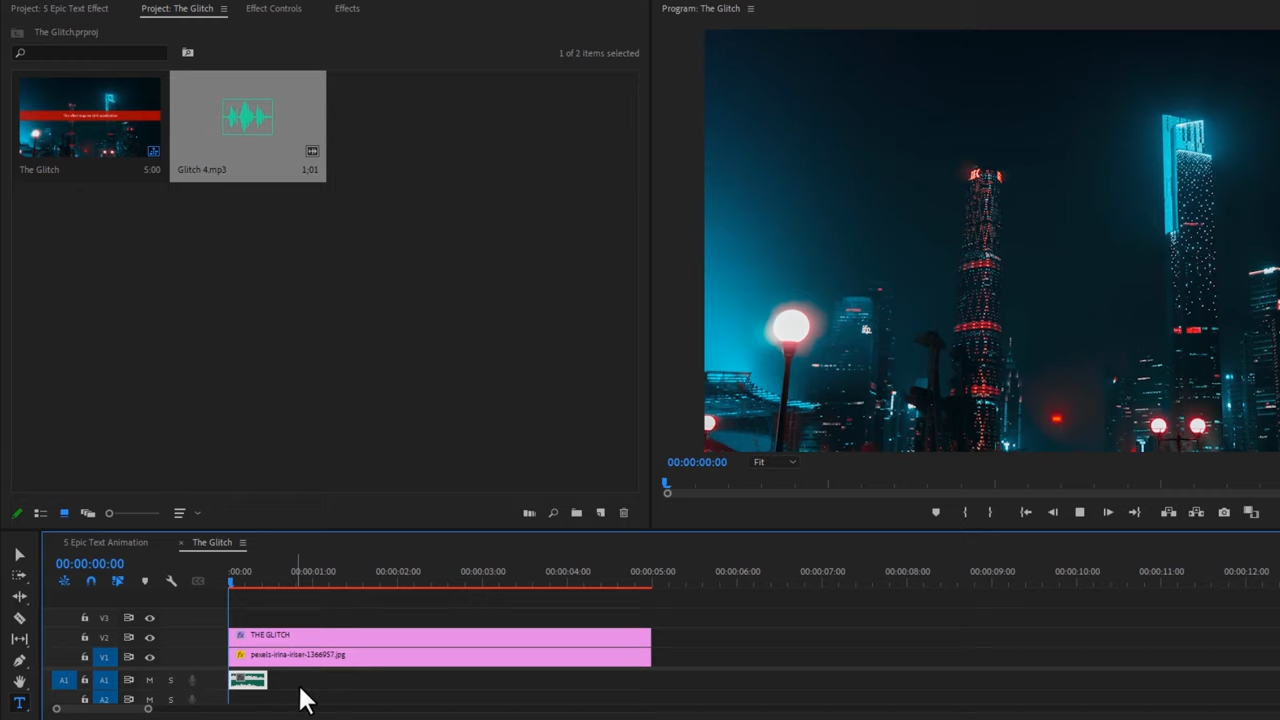 Project: 5 Epic Text Effect
Project: The Glitch
Effect Controls
Effects
Program: The Glitch
The Glitch.prproj
1 of 2 items selected
The Glitch
5:00
Glitch 4.mp3
1;01
00:00:00:00
Fit
5 Epic Text Animation
× The Glitch
00:00:00:00
:00:00
00:00:01:00
00:00:02:00
00:00:03:00
00:00:04:00
00:00:05:00
00:00:06:00
00:00:07:00
00:00:08:00
00:00:09:00
00:00:10:00
00:00:11:00
00:00:12:00
V3
V2
fx THE GLITCH
V1
fx pexels-irina-iriser-1366957.jpg
A1
A1
M
S
A2
M
S